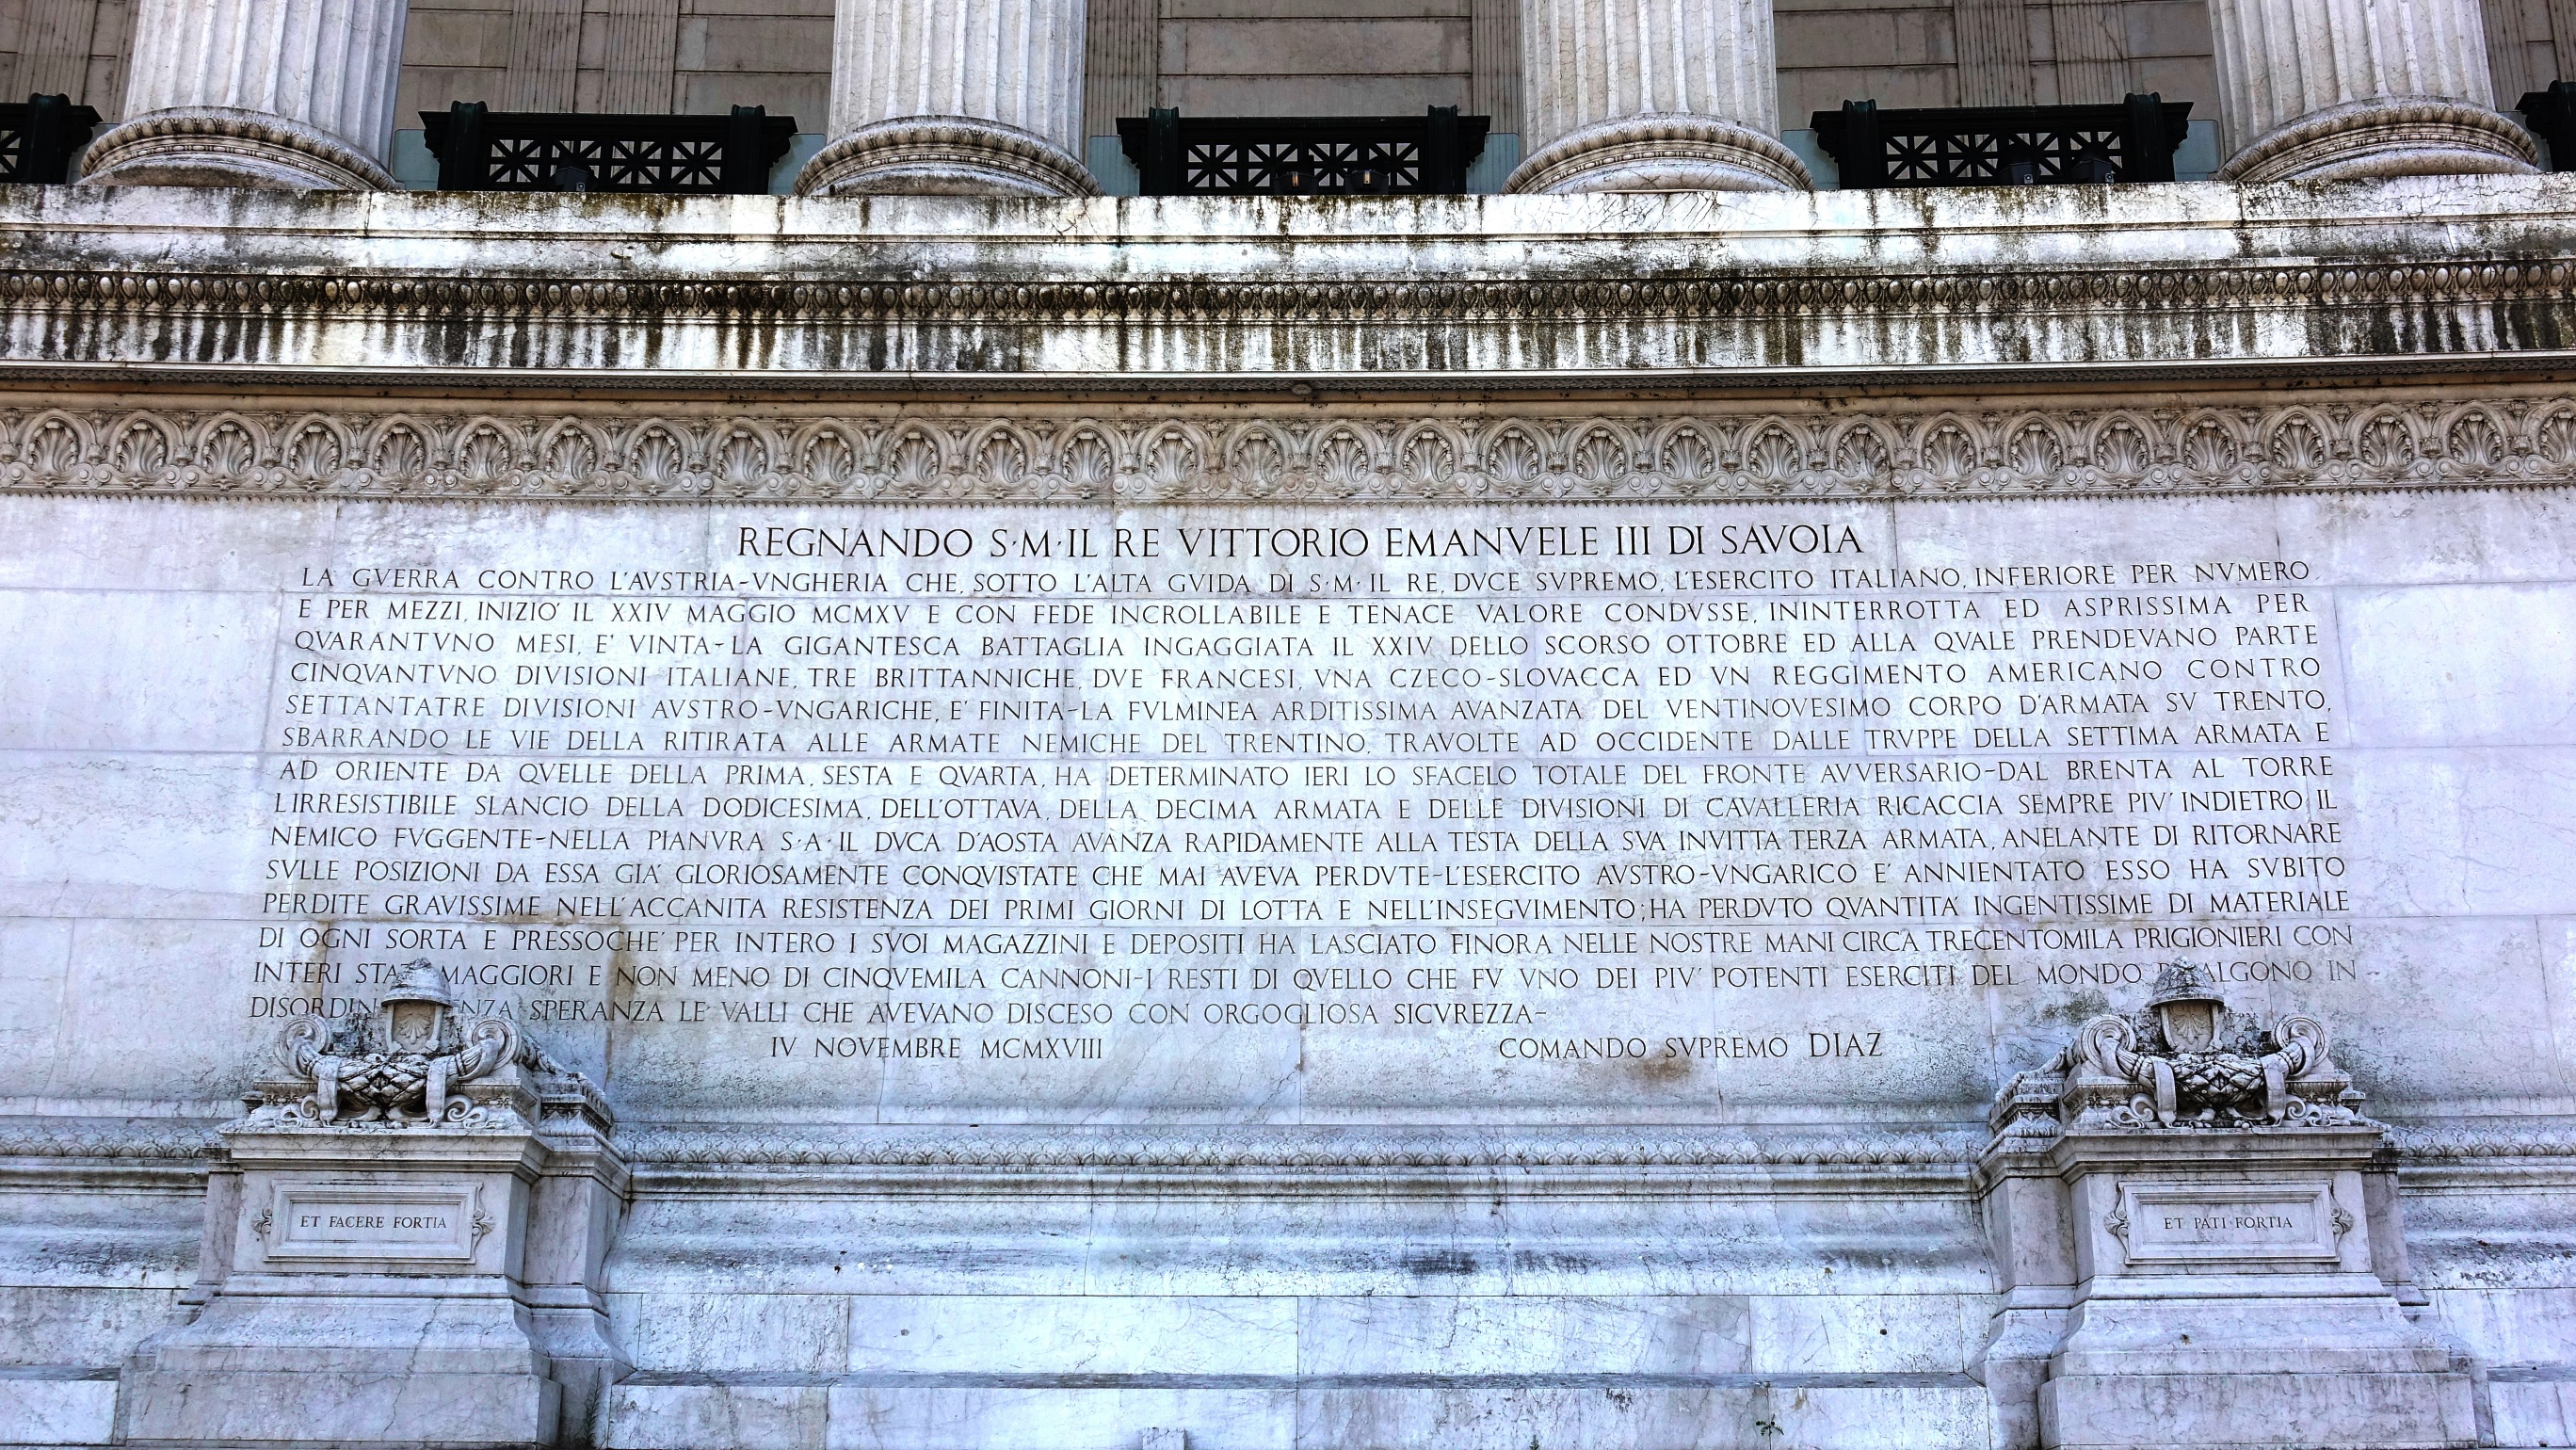 REGNANDO S·M·IL RE VITTORIO EMANVELE III DI SAVOIA
LA GVERRA CONTRO L'AVSTRIA-VNGHERIA CHE, SOTTO L'ALTA GVIDA DI S·M·IL RE, DVCE SVPREMO, L'ESERCITO ITALIANO, INFERIORE PER NVMERO
E PER MEZZI, INIZIO' IL XXIV MAGGIO MCMXV E CON FEDE INCROLLABILE E TENACE VALORE CONDVSSE, ININTERROTTA ED ASPRISSIMA PER
QVARANTVNO MESI, E' VINTA-LA GIGANTESCA BATTAGLIA INGAGGIATA IL XXIV DELLO SCORSO OTTOBRE ED ALLA QVALE PRENDEVANO PARTE
CINQVANTVNO DIVISIONI ITALIANE, TRE BRITTANNICHE, DVE FRANCESI, VNA CZECO-SLOVACCA ED VN REGGIMENTO AMERICANO CONTRO
SETTANTATRE DIVISIONI AVSTRO-VNGARICHE, E' FINITA-LA FVLMINEA ARDITISSIMA AVANZATA DEL VENTINOVESIMO CORPO D'ARMATA SV TRENTO,
SBARRANDO LE VIE DELLA RITIRATA ALLE ARMATE NEMICHE DEL TRENTINO, TRAVOLTE AD OCCIDENTE DALLE TRVPPE DELLA SETTIMA ARMATA E
AD ORIENTE DA QVELLE DELLA PRIMA, SESTA E QVARTA, HA DETERMINATO IERI LO SFACELO TOTALE DEL FRONTE AVVERSARIO-DAL BRENTA AL TORRE
L'IRRESISTIBILE SLANCIO DELLA DODICESIMA, DELL'OTTAVA, DELLA DECIMA ARMATA E DELLE DIVISIONI DI CAVALLERIA RICACCIA SEMPRE PIV' INDIETRO IL
NEMICO FVGGENTE-NELLA PIANVRA S·A·IL DVCA D'AOSTA AVANZA RAPIDAMENTE ALLA TESTA DELLA SVA INVITTA TERZA ARMATA, ANELANTE DI RITORNARE
SVLLE POSIZIONI DA ESSA GIA' GLORIOSAMENTE CONQVISTATE CHE MAI AVEVA PERDVTE-L'ESERCITO AVSTRO-VNGARICO E' ANNIENTATO ESSO HA SVBITO
PERDITE GRAVISSIME NELL'ACCANITA RESISTENZA DEI PRIMI GIORNI DI LOTTA E NELL'INSEGVIMENTO; HA PERDVTO QVANTITA' INGENTISSIME DI MATERIALE
DI OGNI SORTA E PRESSOCHE' PER INTERO I SVOI MAGAZZINI E DEPOSITI HA LASCIATO FINORA NELLE NOSTRE MANI CIRCA TRECENTOMILA PRIGIONIERI CON
INTERI MAGGIORI E NON MENO DI CINQVEMILA CANNONI-I RESTI DI QVELLO CHE FV VNO DEI PIV' POTENTI ESERCITI DEL MONDO IN
SPERANZA LE VALLI CHE AVEVANO DISCESO CON ORGOGLIOSA SICVREZZA-
IV NOVEMBRE MCMXVIII COMANDO SVPREMO DIAZ
ET FACERE FORTIA
ET PATI FORTIA